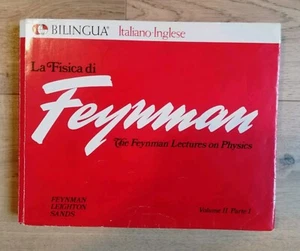 BILINGUA® Italiano·Inglese
La Fisica di
Feynman
The Feynman Lectures on Physics
FEYNMAN
LEIGHTON
SANDS
Volume II, Parte 1